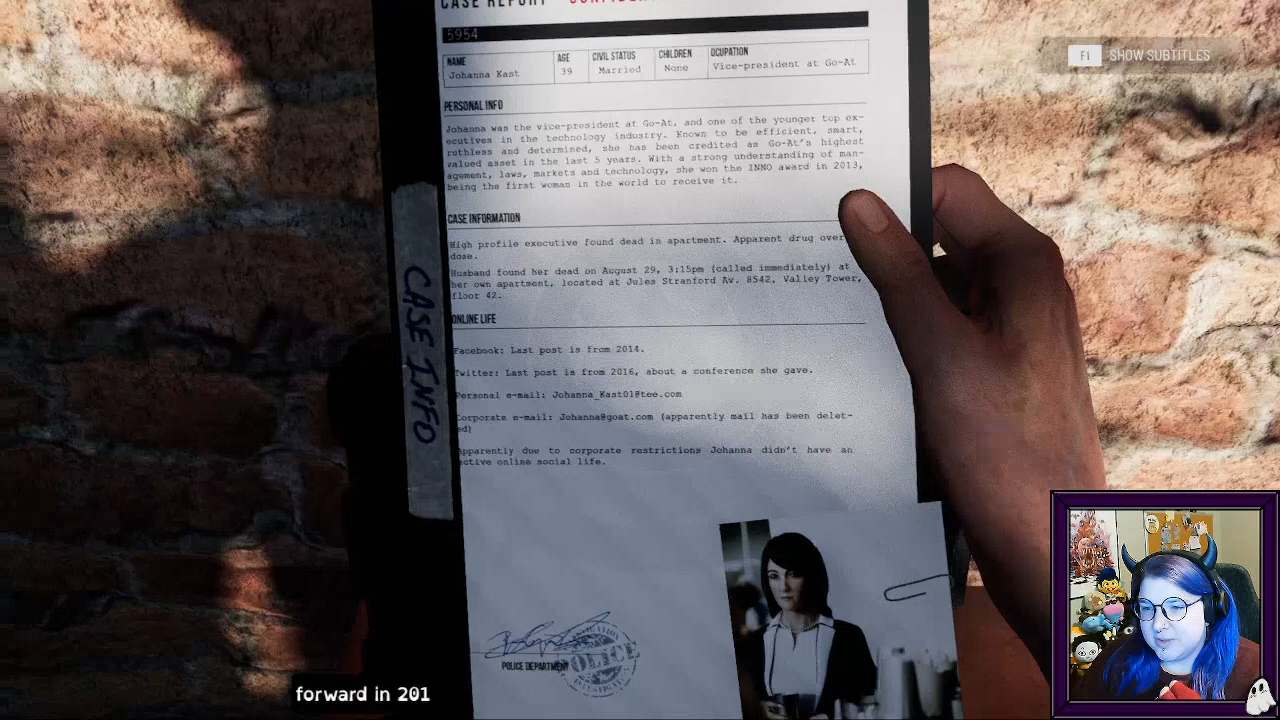 CASE REPORT
5954
F1 SHOW SUBTITLES
NAME AGE CIVIL STATUS CHILDREN OCUPATION
Johanna Kast 39 Married None Vice-president at Go-At
PERSONAL INFO
Johanna was the vice-president at Go-At, and one of the younger top ex-
ecutives in the technology industry. Known to be efficient, smart,
ruthless and determined, she has been credited as Go-At's highest
valued asset in the last 5 years. With a strong understanding of man-
agement, laws, markets and technology, she won the INNO award in 2013,
being the first woman in the world to receive it.
CASE INFORMATION
High profile executive found dead in apartment. Apparent drug over
dose.
Husband found her dead on August 29, 3:15pm (called immediately) at
her own apartment, located at Jules Stranford Av. 8542, Valley Tower,
floor 42.
ONLINE LIFE
Facebook: Last post is from 2014.
Twitter: Last post is from 2016, about a conference she gave.
Personal e-mail: Johanna_Kast01@tee.com
Corporate e-mail: Johanna@goat.com (apparently mail has been delet-
ed)
Apparently due to corporate restrictions Johanna didn't have an
active online social life.
CASE INFO
POLICE DEPARTMENT
POLICE
forward in 201